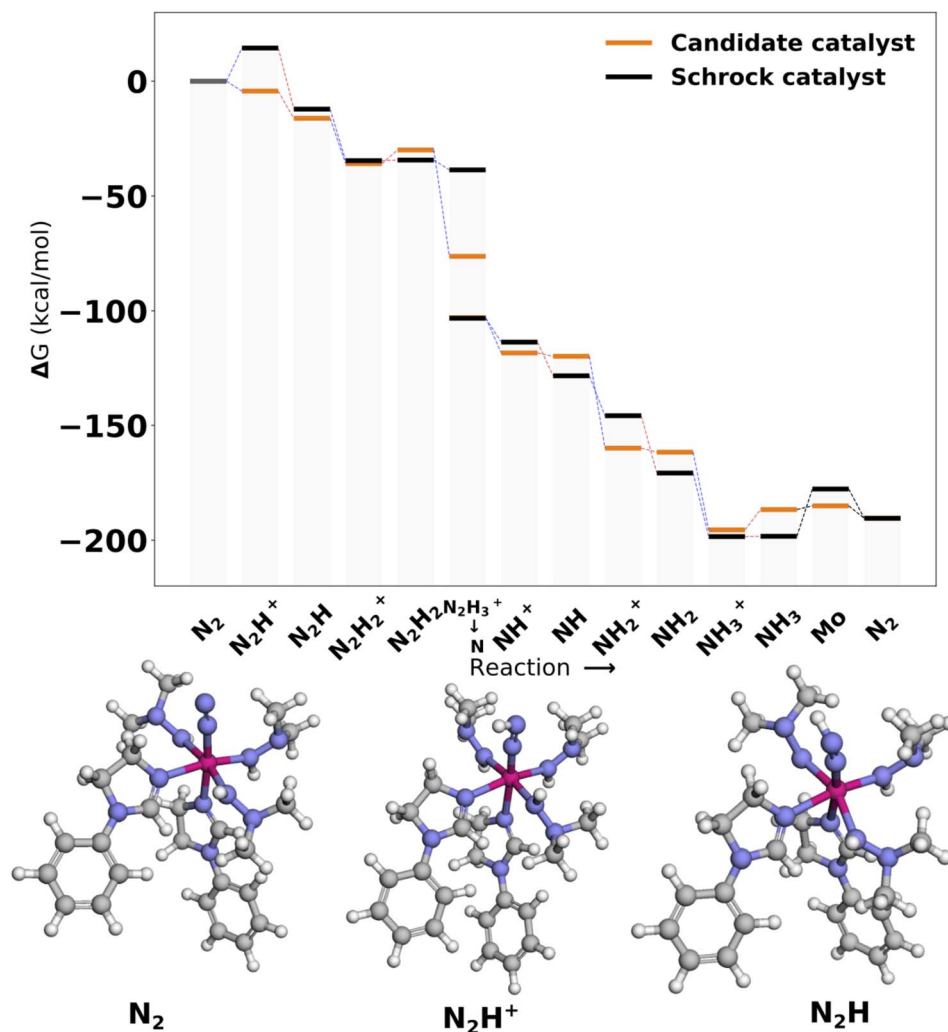 Candidate catalyst
Schrock catalyst
0
−50
−100
−150
−200
ΔG (kcal/mol)
N₂
N₂H⁺
N₂H
N₂H₂⁺
N₂H₂
N₂H₃⁺
↓
N
NH⁺
NH
NH₂⁺
NH₂
NH₃⁺
NH₃
Mo
N₂
Reaction →
N₂
N₂H⁺
N₂H